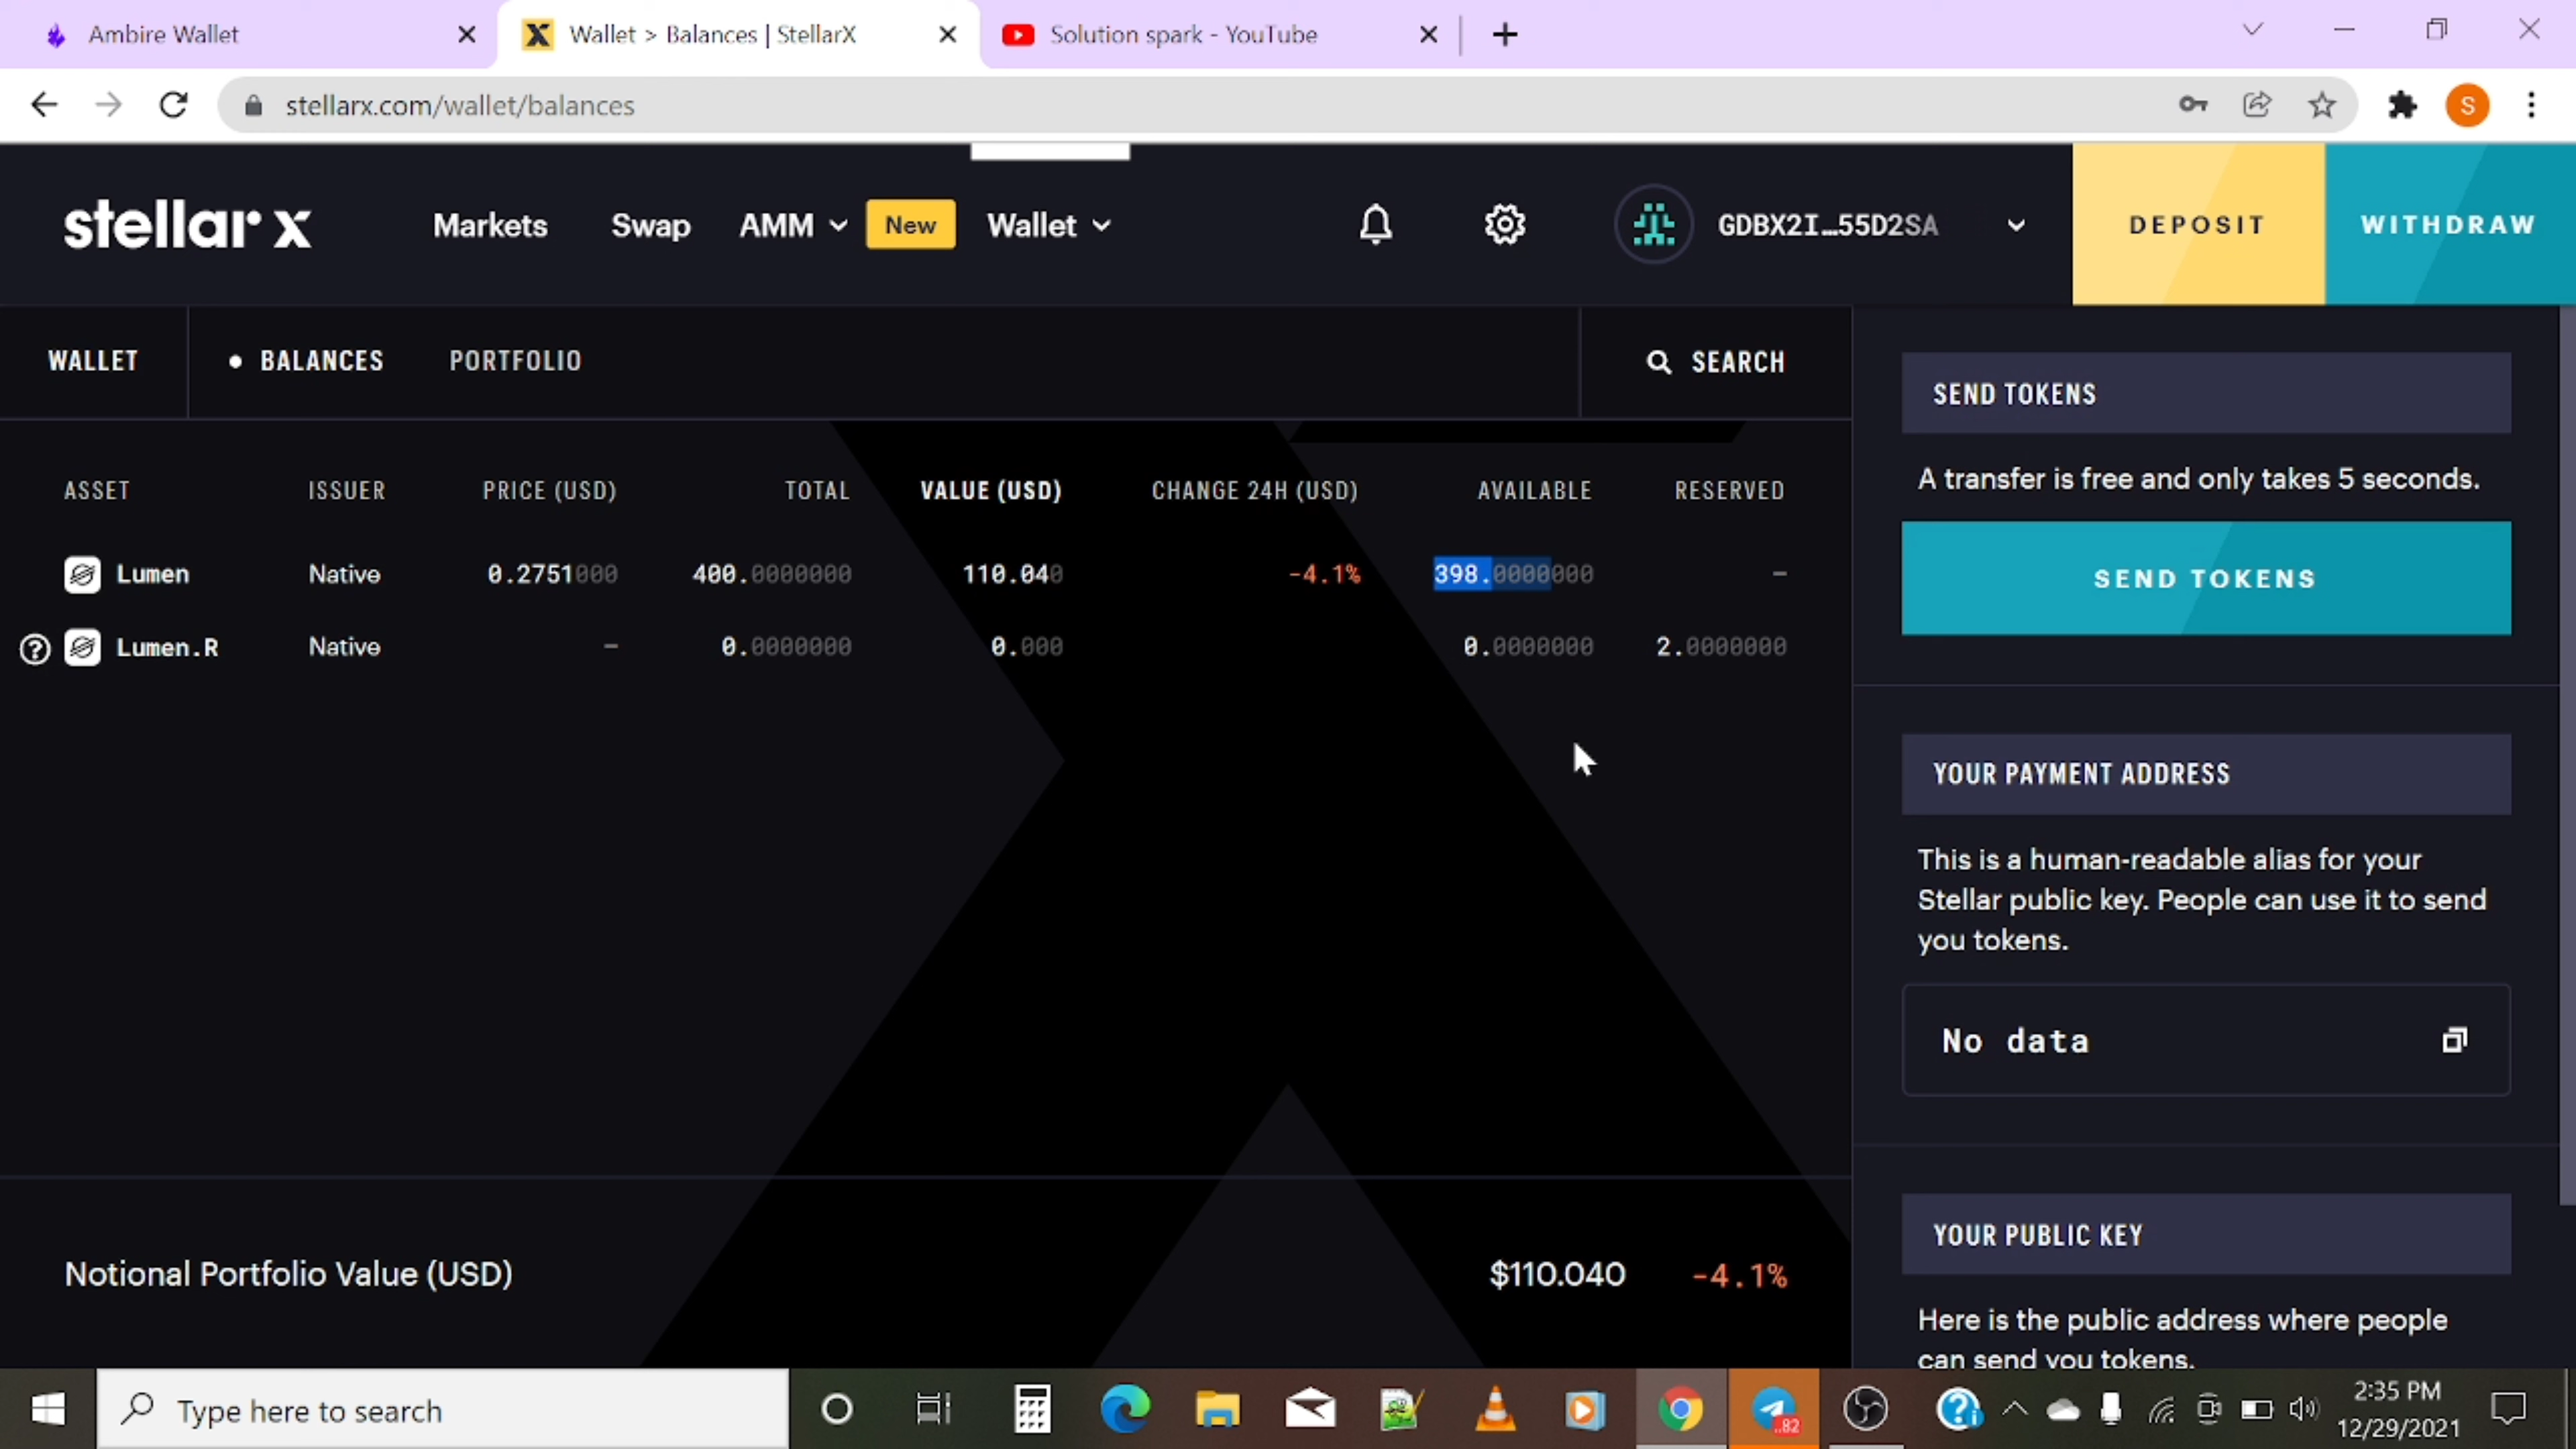 Ambire Wallet
Wallet > Balances | StellarX
Solution spark - YouTube
stellarx.com/wallet/balances
S
stellar x
Markets
Swap
AMM
New
Wallet
GDBX2I…55D2SA
DEPOSIT
WITHDRAW
WALLET
BALANCES
PORTFOLIO
SEARCH
ASSET ISSUER PRICE (USD) TOTAL VALUE (USD) CHANGE 24H (USD) AVAILABLE RESERVED
Lumen Native 0.2751000 400.0000000 110.040 -4.1% 398.0000000 –
Lumen.R Native – 0.0000000 0.000 0.0000000 2.0000000
Notional Portfolio Value (USD) $110.040 -4.1%
SEND TOKENS
A transfer is free and only takes 5 seconds.
SEND TOKENS
YOUR PAYMENT ADDRESS
This is a human-readable alias for your
Stellar public key. People can use it to send
you tokens.
No data
YOUR PUBLIC KEY
Here is the public address where people
can send you tokens.
Type here to search
..82
2:35 PM
12/29/2021